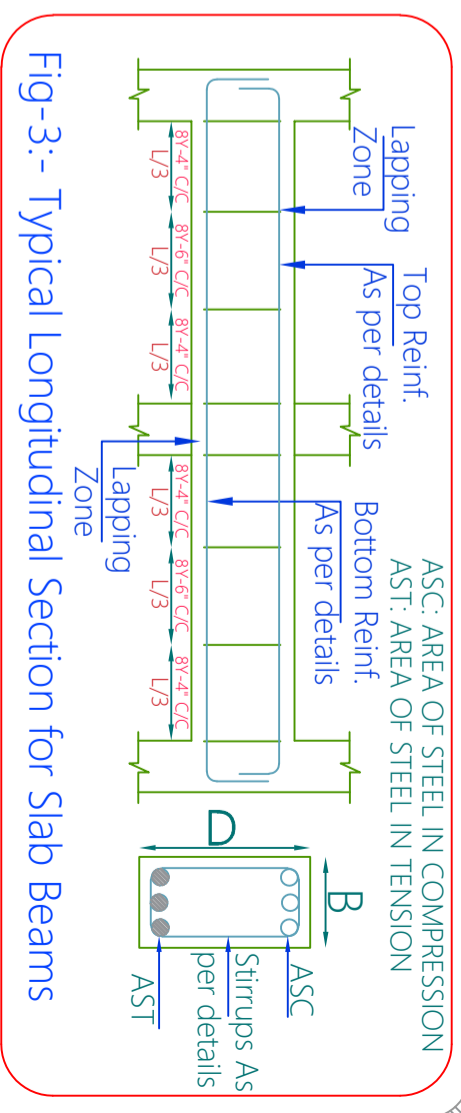 ASC: AREA OF STEEL IN COMPRESSION
AST: AREA OF STEEL IN TENSION
Top Reinf.
As per details
Lapping
Zone
Bottom Reinf.
As per details
8Y-4" C/C
L/3
8Y-6" C/C
L/3
8Y-4" C/C
L/3
8Y-4" C/C
L/3
8Y-6" C/C
L/3
8Y-4" C/C
L/3
Lapping
Zone
B
D
ASC
Stirrups As
per details
AST
Fig-3:- Typical Longitudinal Section for Slab Beams